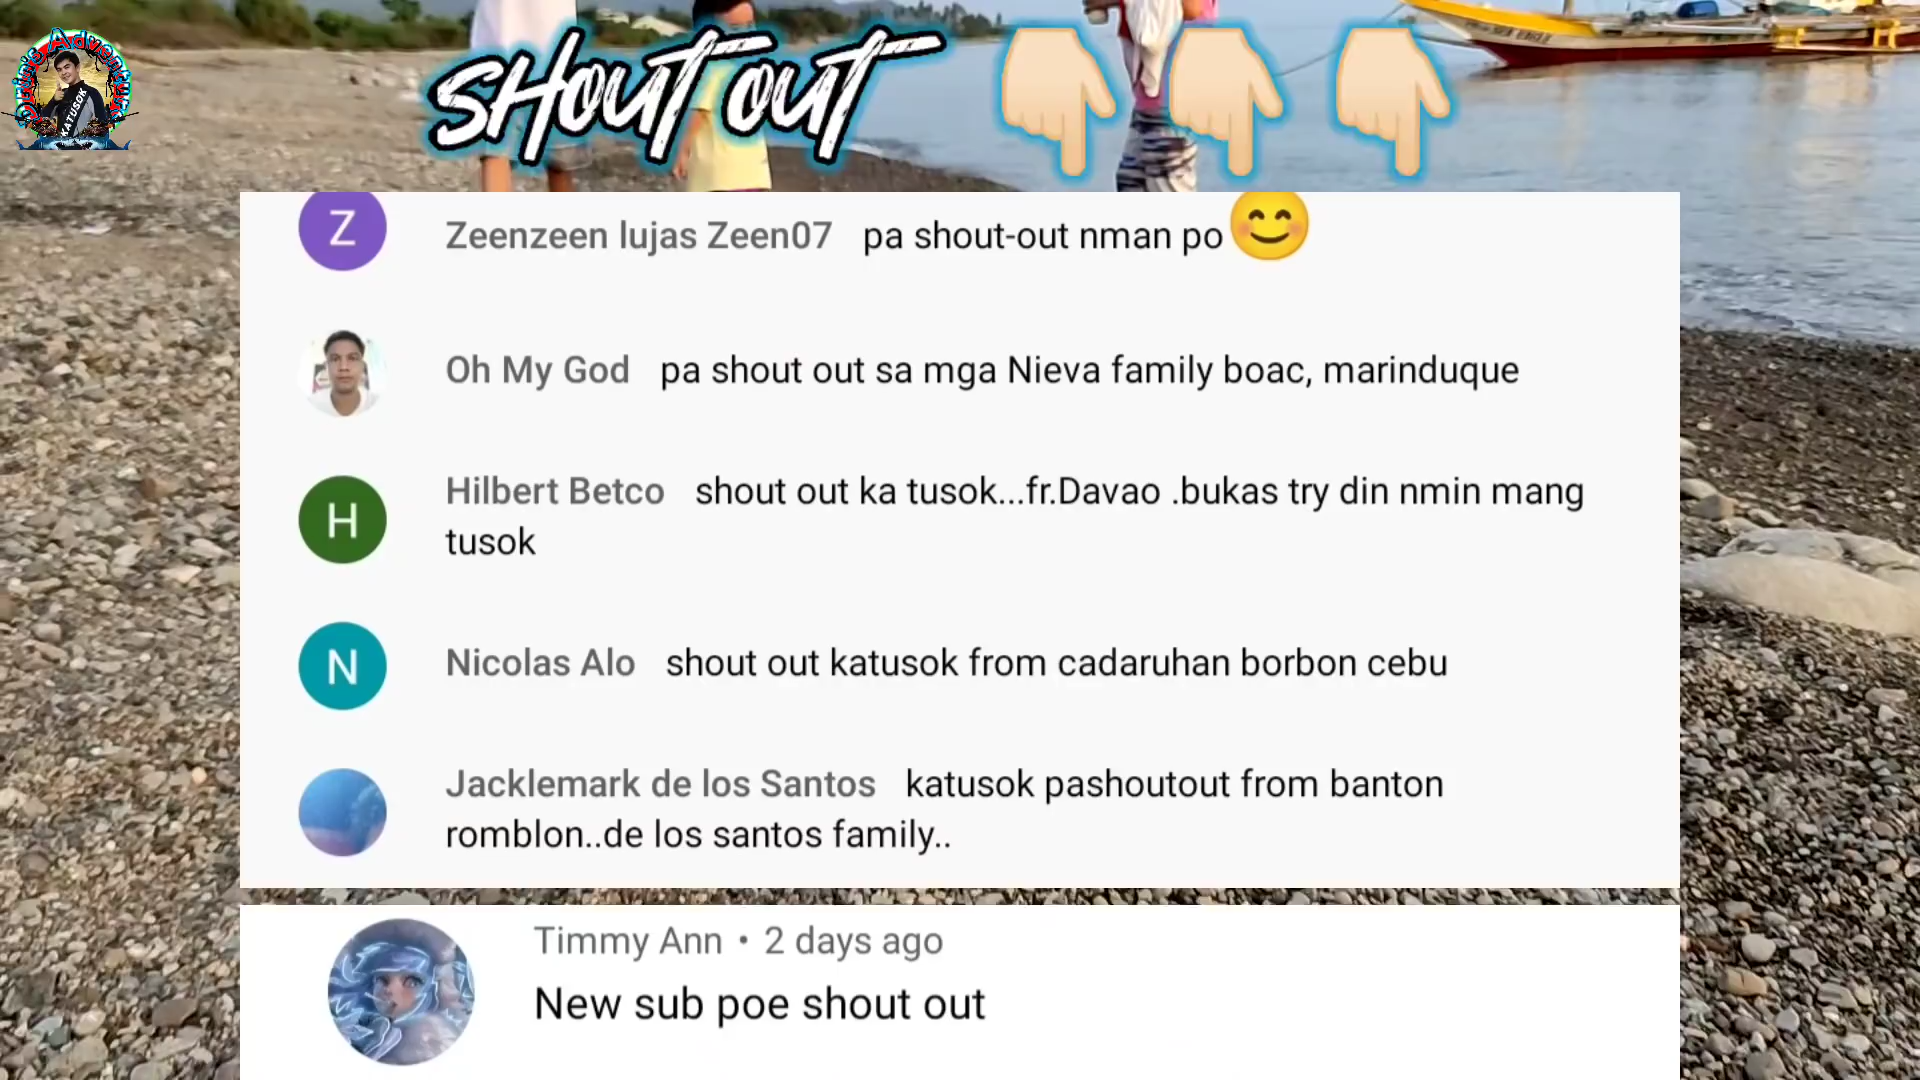 Drin's Adventure
KATUSOK
SHOUT OUT
Z
Zeenzeen lujas Zeen07 pa shout-out nman po😊
Oh My God pa shout out sa mga Nieva family boac, marinduque
H
Hilbert Betco shout out ka tusok...fr.Davao .bukas try din nmin mang
tusok
N
Nicolas Alo shout out katusok from cadaruhan borbon cebu
Jacklemark de los Santos katusok pashoutout from banton
romblon..de los santos family..
Timmy Ann • 2 days ago
New sub poe shout out